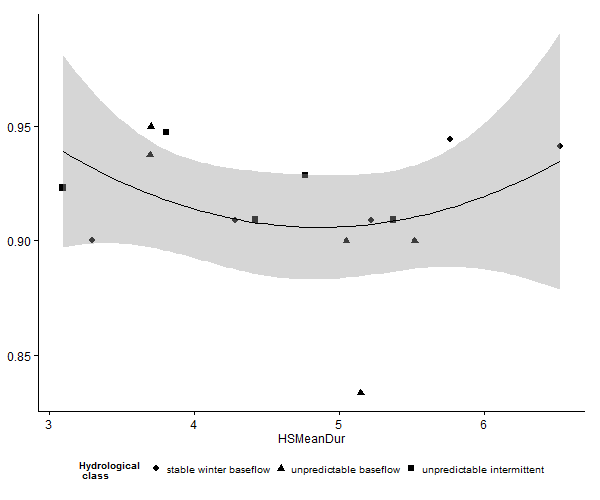 0.95
0.90
0.85
3 4 5 6
HSMeanDur
Hydrological
class
stable winter baseflow unpredictable baseflow unpredictable intermittent